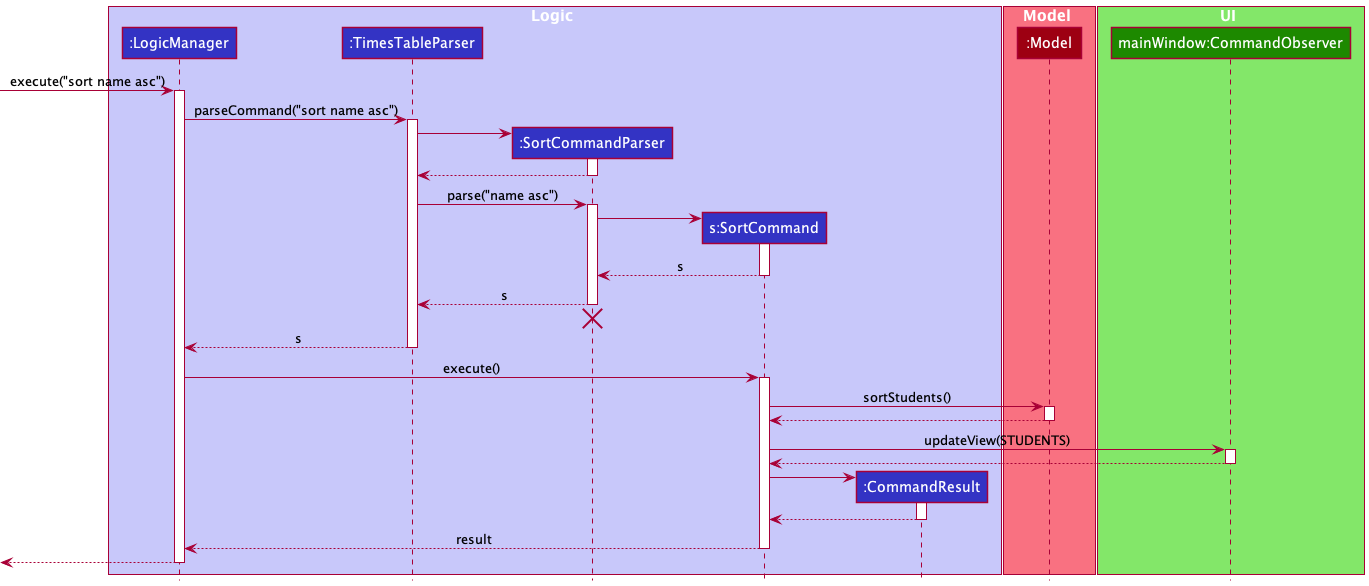 Logic
Model
UI
:LogicManager
:TimesTableParser
:Model
mainWindow:CommandObserver
execute("sort name asc")
parseCommand("sort name asc")
:SortCommandParser
parse("name asc")
s:SortCommand
s
s
s
execute()
sortStudents()
updateView(STUDENTS)
:CommandResult
result